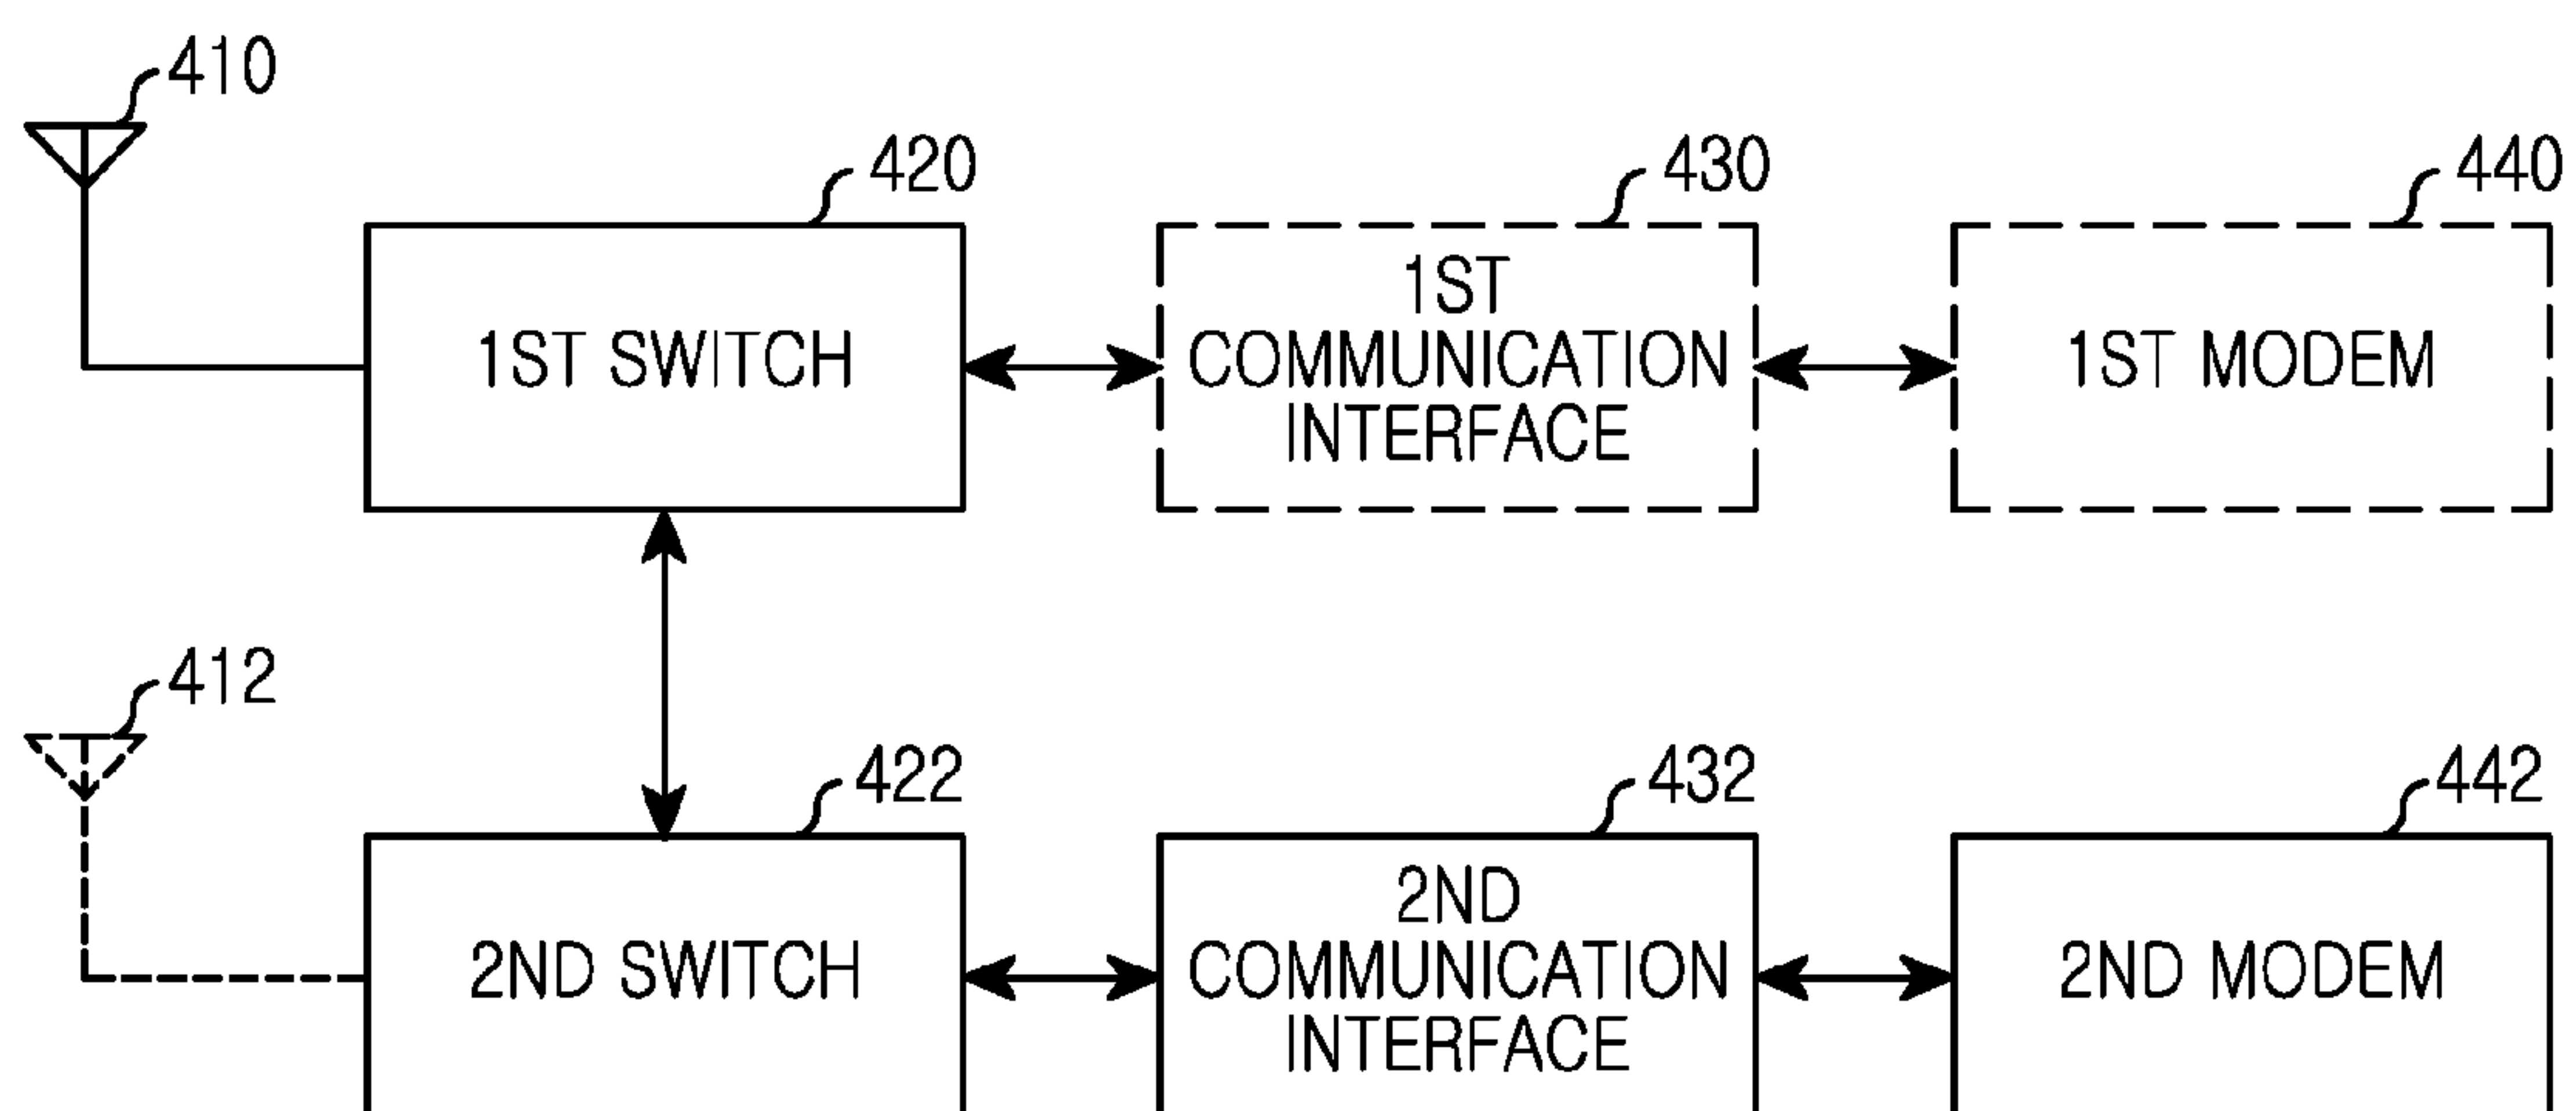 410
420
430
440
1ST SWITCH
1ST
COMMUNICATION
INTERFACE
1ST MODEM
412
422
432
442
2ND SWITCH
2ND
COMMUNICATION
INTERFACE
2ND MODEM